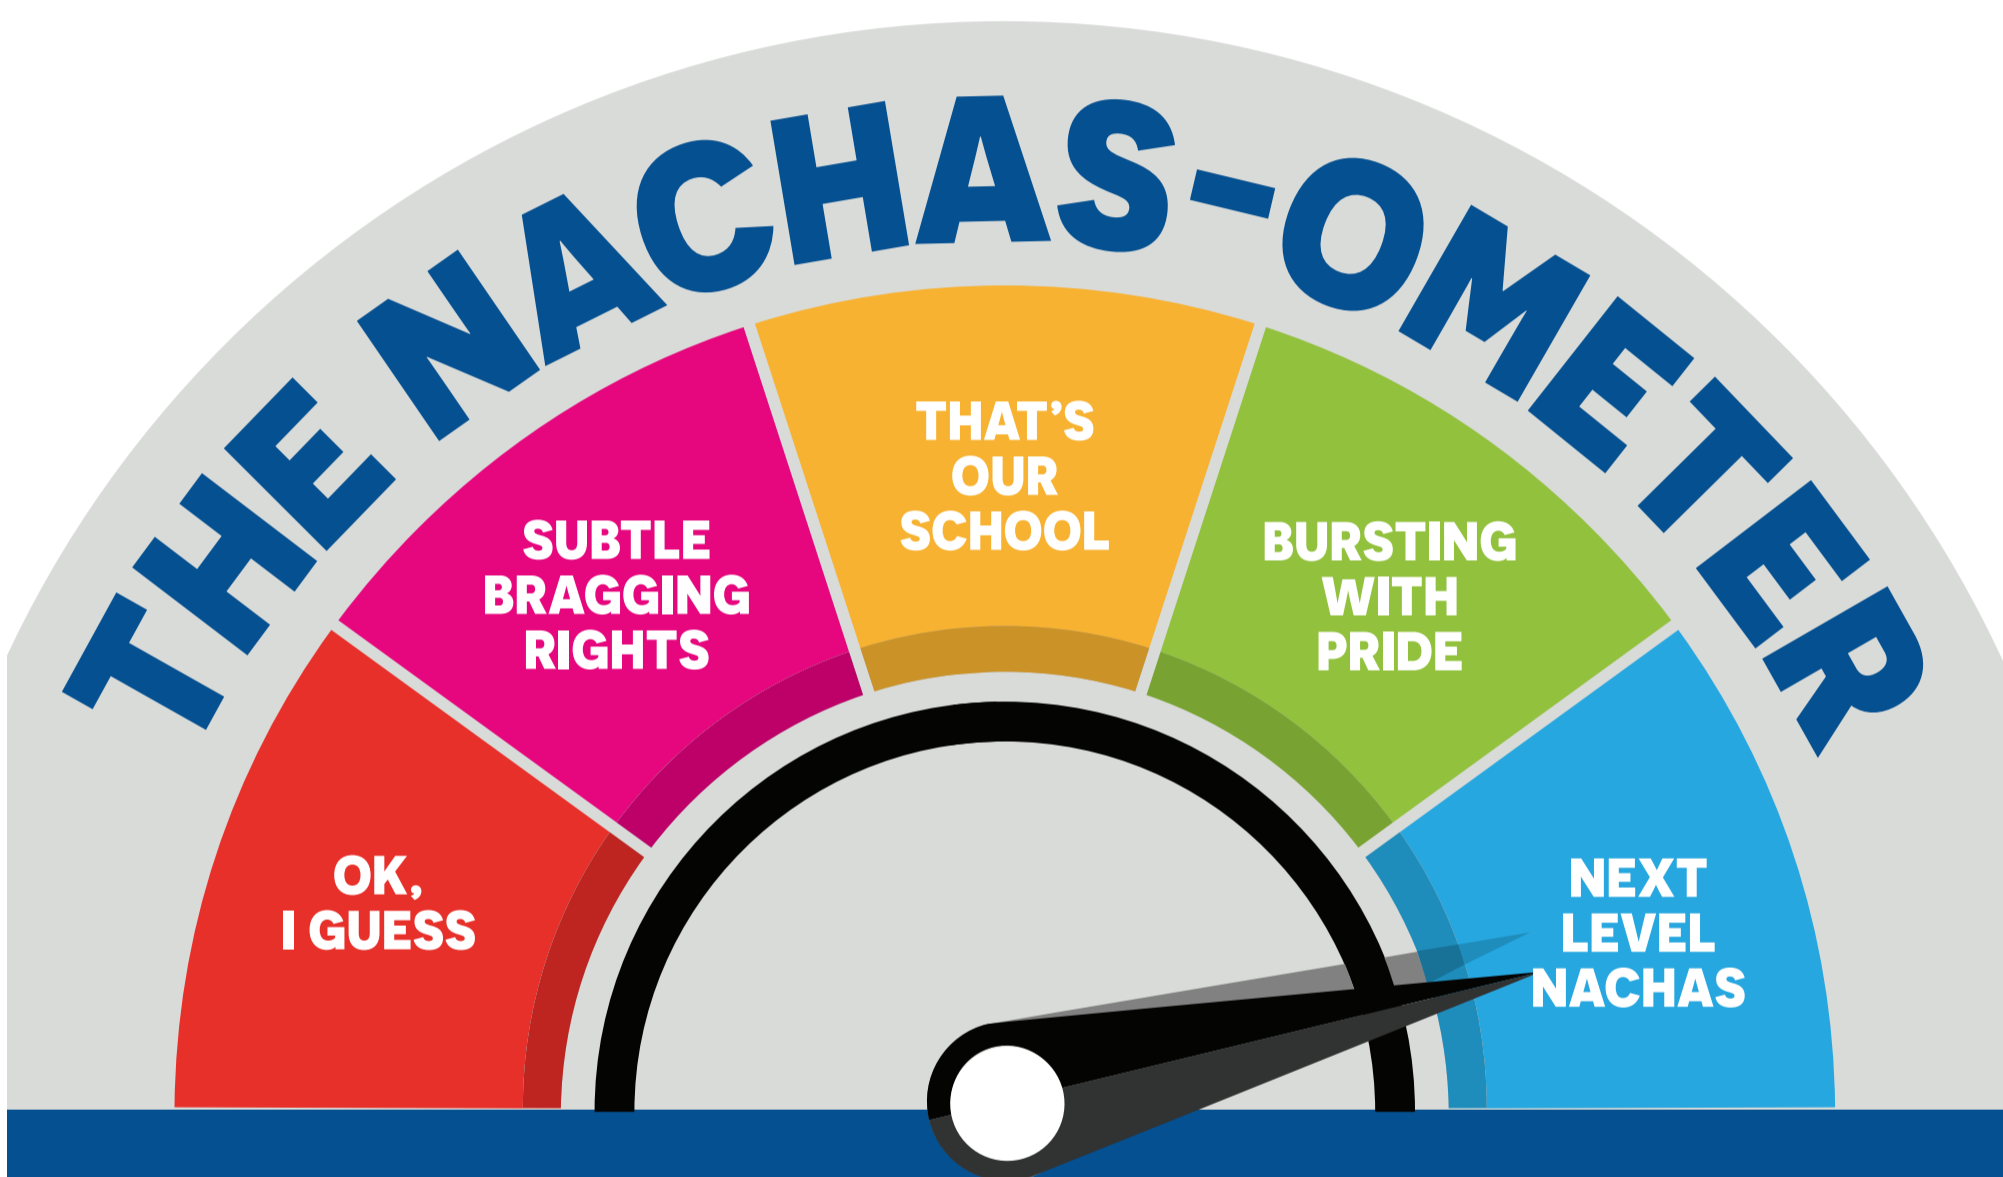 THE NACHAS-OMETER
OK,
I GUESS
SUBTLE
BRAGGING
RIGHTS
THAT'S
OUR
SCHOOL
BURSTING
WITH
PRIDE
NEXT
LEVEL
NACHAS